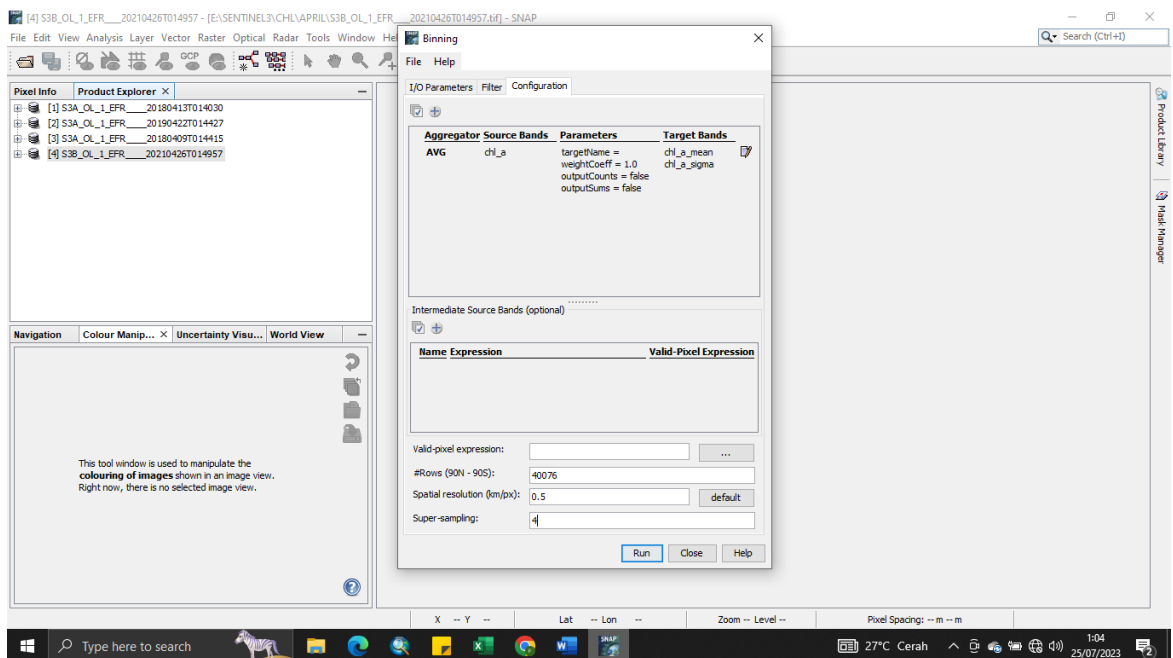 [4] S3B_OL_1_EFR____20210426T014957 - [E:\SENTINEL3\CHL\APRIL\S3B_OL_1_EFR____20210426T014957.tif] - SNAP
File Edit View Analysis Layer Vector Raster Optical Radar Tools Window Hel
Search (Ctrl+I)
GCP
Pixel Info Product Explorer
[1] S3A_OL_1_EFR____20180413T014030
[2] S3A_OL_1_EFR____20190422T014427
[3] S3A_OL_1_EFR____20180409T014415
[4] S3B_OL_1_EFR____20210426T014957
Navigation Colour Manip... Uncertainty Visu... World View
This tool window is used to manipulate the
colouring of images shown in an image view.
Right now, there is no selected image view.
Binning
File Help
I/O Parameters Filter Configuration
Aggregator Source Bands Parameters Target Bands
AVG chl_a targetName = chl_a_mean
weightCoeff = 1.0 chl_a_sigma
outputCounts = false
outputSums = false
Intermediate Source Bands (optional)
Name Expression Valid-Pixel Expression
Valid-pixel expression: ...
#Rows (90N - 90S): 40076
Spatial resolution (km/px): 0.5 default
Super-sampling: 4
Run Close Help
Product Library
Mask Manager
X -- Y -- Lat -- Lon -- Zoom -- Level -- Pixel Spacing: -- m -- m
Type here to search
SNAP
27°C Cerah
1:04
25/07/2023
2